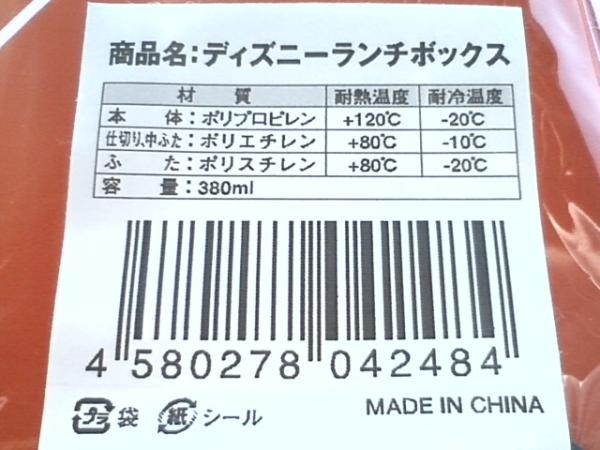 商品名:ディズニーランチボックス
材 質 耐熱温度 耐冷温度
本 体:ポリプロピレン +120℃ -20℃
仕切り,中ふた:ポリエチレン +80℃ -10℃
ふ た:ポリスチレン +80℃ -20℃
容 量:380ml
4 580278 042484
プラ 袋 紙 シール MADE IN CHINA